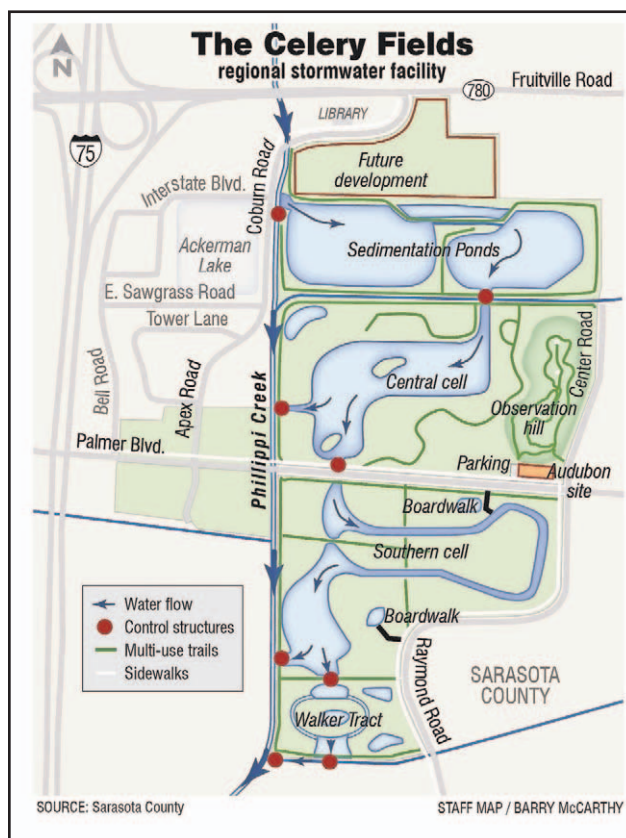 The Celery Fields
regional stormwater facility
N
780
Fruitville Road
LIBRARY
75
Coburn Road
Future
development
Interstate Blvd.
Ackerman
Lake
Sedimentation Ponds
E. Sawgrass Road
Tower Lane
Bell Road
Apex Road
Phillippi Creek
Central cell
Center Road
Observation
hill
Palmer Blvd.
Parking
Audubon
site
Boardwalk
Southern cell
Water flow
Control structures
Multi-use trails
Sidewalks
Boardwalk
Raymond Road
SARASOTA
COUNTY
Walker Tract
SOURCE: Sarasota County
STAFF MAP / BARRY McCARTHY